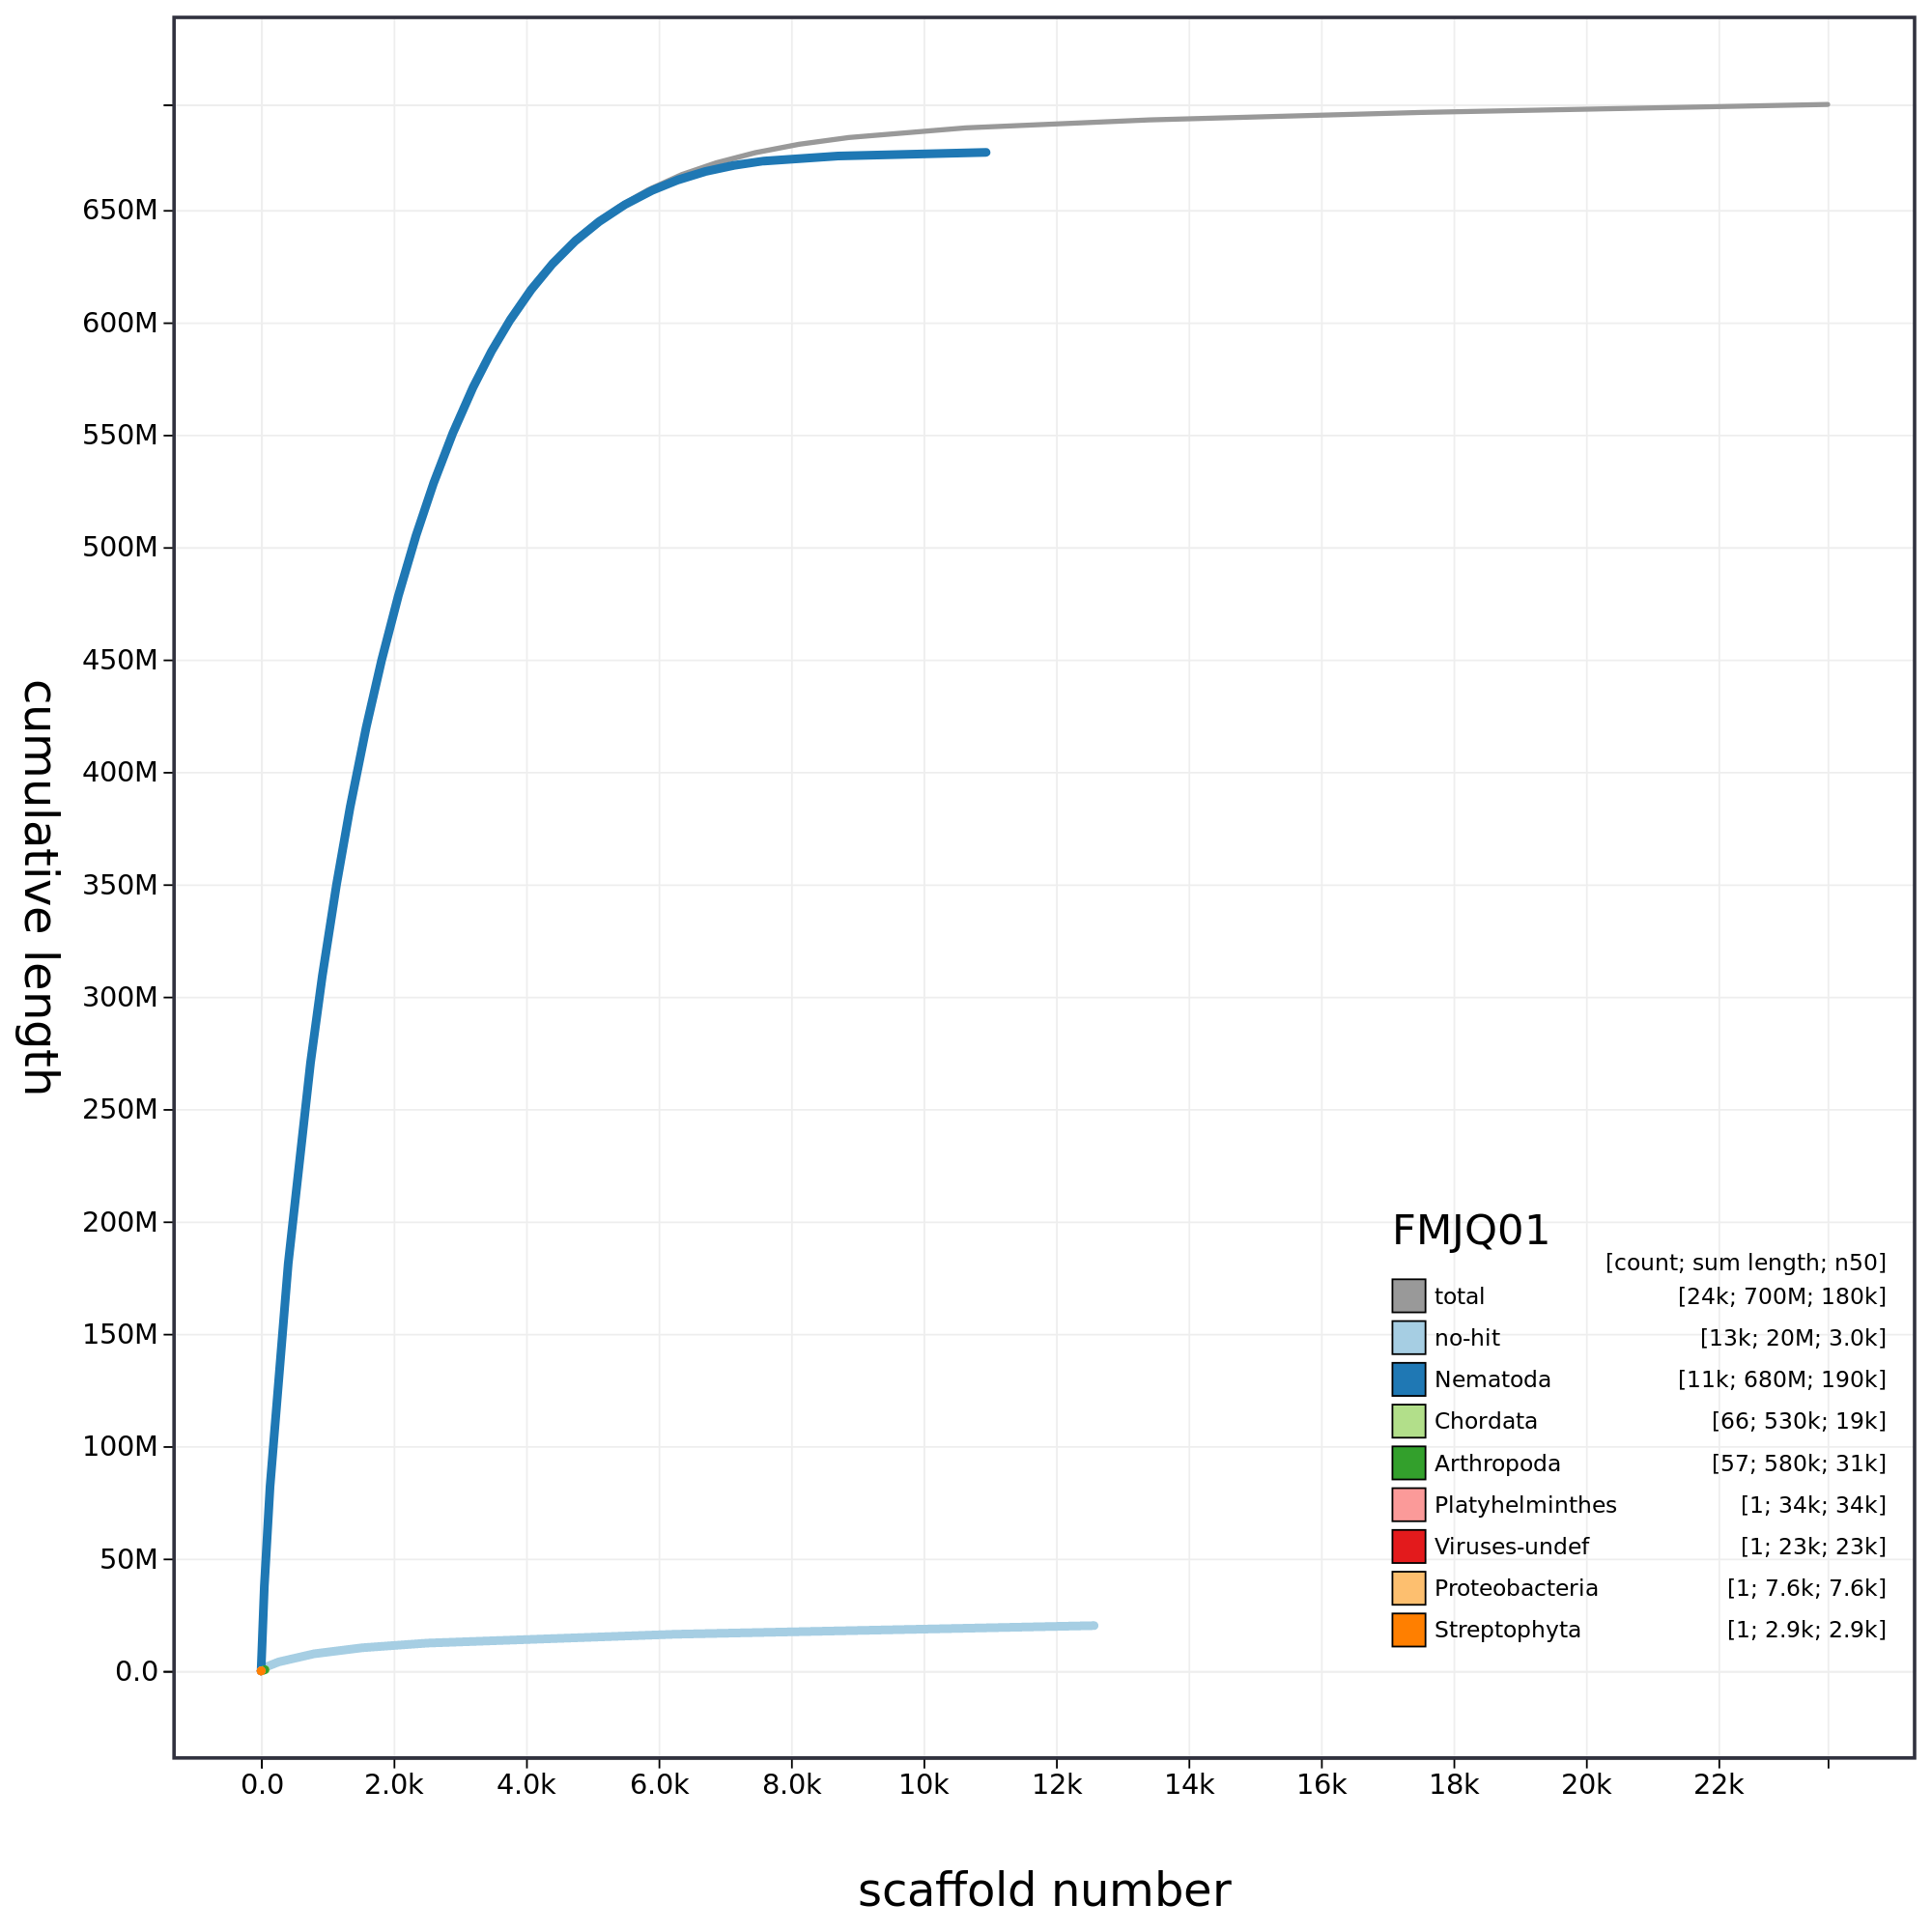 cumulative length
650M
600M
550M
500M
450M
400M
350M
300M
250M
200M
150M
100M
50M
0.0
FMJQ01
[count; sum length; n50]
total [24k; 700M; 180k]
no-hit [13k; 20M; 3.0k]
Nematoda [11k; 680M; 190k]
Chordata [66; 530k; 19k]
Arthropoda [57; 580k; 31k]
Platyhelminthes [1; 34k; 34k]
Viruses-undef [1; 23k; 23k]
Proteobacteria [1; 7.6k; 7.6k]
Streptophyta [1; 2.9k; 2.9k]
0.0 2.0k 4.0k 6.0k 8.0k 10k 12k 14k 16k 18k 20k 22k
scaffold number